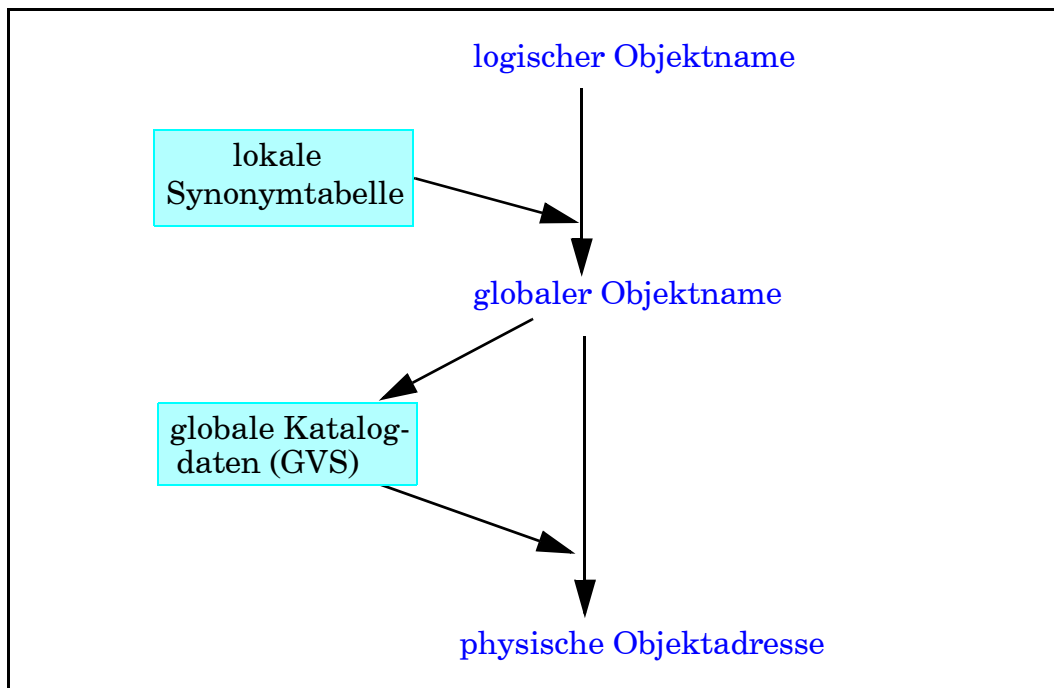 logischer Objektname
lokale
Synonymtabelle
globaler Objektname
globale Katalog-
daten (GVS)
physische Objektadresse